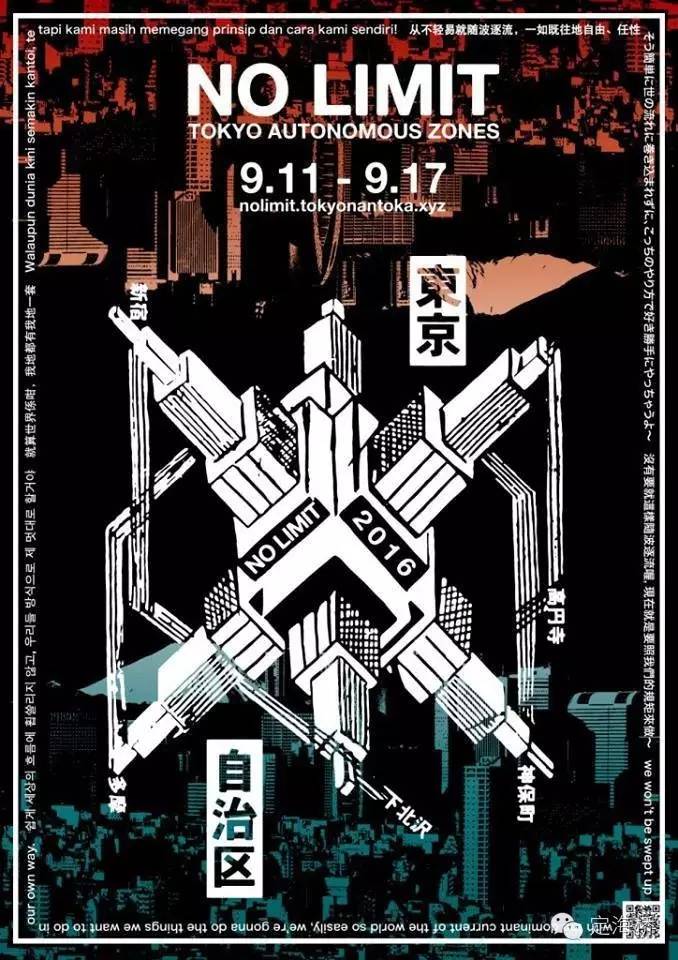 tapi kami masih memegang prinsip dan cara kami sendiri! 从不轻易就随波逐流，一如既往地自由、任性
そう簡単に世の流れに巻き込まれずに、こっちのやり方で好き勝手にやっちゃうよ〜 沒有要就這樣隨波逐流喔，現在就是要照我們的規矩來做〜 we won't be swept up
with the dominant current of the world so easily, we're gonna do the things we want to do in
our own way. 쉽게 세상의 흐름에 휩쓸리지 않고, 우리들 방식으로 제 멋대로 할거야 就算世界係咁，我哋都有我哋一套 Walaupun dunia kini semakin kantoi, te
NO LIMIT
TOKYO AUTONOMOUS ZONES
9.11 - 9.17
nolimit.tokyonantoka.xyz
東京
新宿
NO LIMIT
2016
高円寺
多摩
神保町
下北沢
自治区